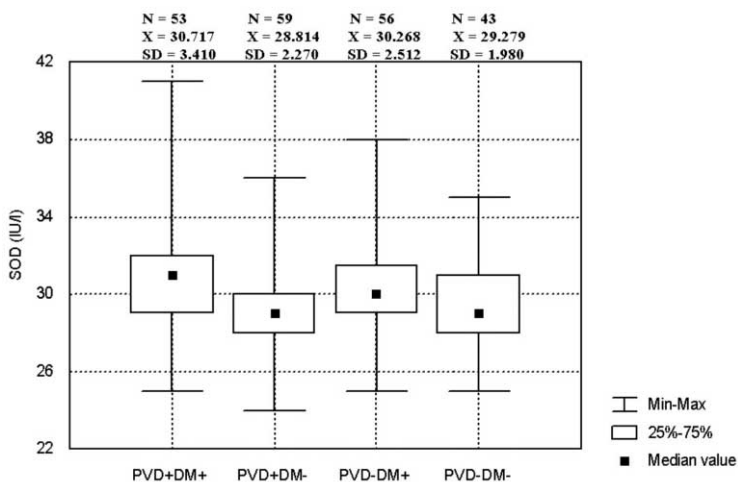 N = 53 N = 59 N = 56 N = 43
X = 30.717 X = 28.814 X = 30.268 X = 29.279
SD = 3.410 SD = 2.270 SD = 2.512 SD = 1.980
42
38
34
30
26
22
SOD (IU/l)
PVD+DM+ PVD+DM- PVD-DM+ PVD-DM-
Min-Max
25%-75%
Median value